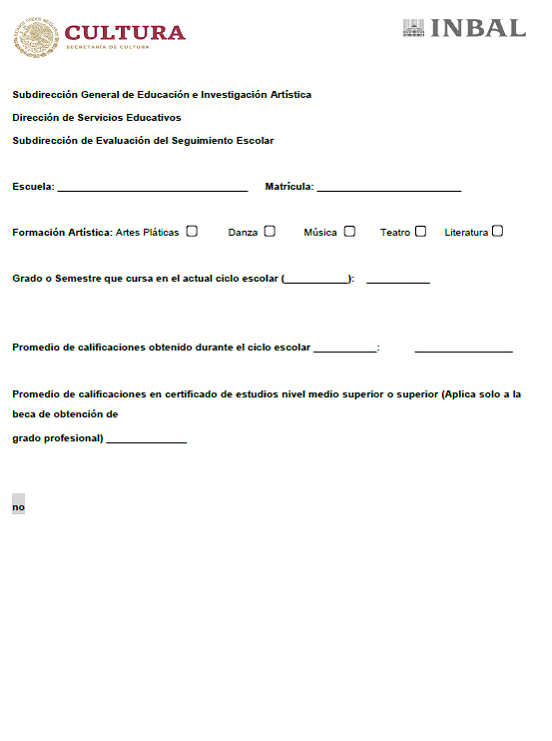 CULTURA
SECRETARÍA DE CULTURA
INBAL
Subdirección General de Educación e Investigación Artística
Dirección de Servicios Educativos
Subdirección de Evaluación del Seguimiento Escolar
Escuela: ________________________________ Matrícula: ________________________
Formación Artística: Artes Pláticas ☐ Danza ☐ Música ☐ Teatro ☐ Literatura ☐
Grado o Semestre que cursa en el actual ciclo escolar (___________): ___________
Promedio de calificaciones obtenido durante el ciclo escolar ___________: _________________
Promedio de calificaciones en certificado de estudios nivel medio superior o superior (Aplica solo a la
beca de obtención de
grado profesional) ______________
no